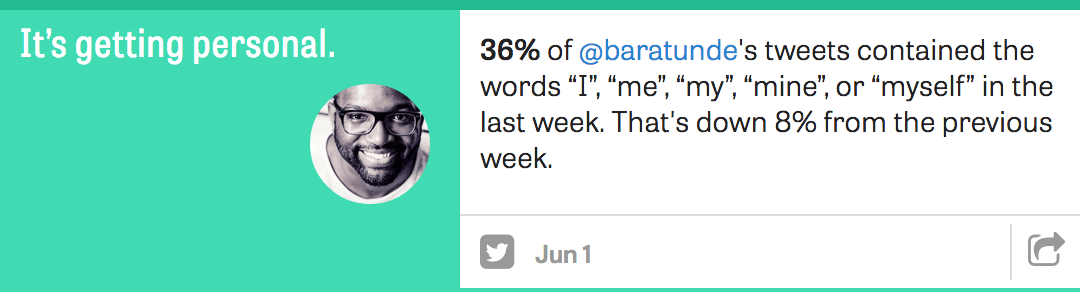 It’s getting personal.
36% of @baratunde's tweets contained the
words “I”, “me”, “my”, “mine”, or “myself” in the
last week. That's down 8% from the previous
week.
Jun 1